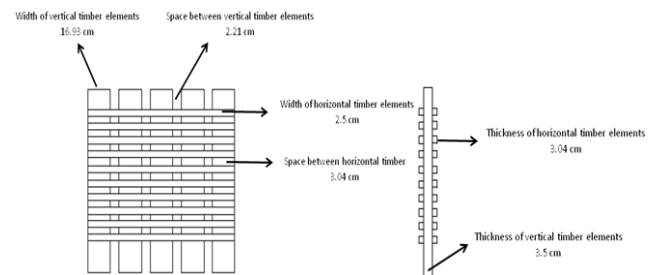 Width of vertical timber elements
16.93 cm
Space between vertical timber elements
2.21 cm
Width of horizontal timber elements
2.5 cm
Space between horizontal timber
3.04 cm
Thickness of horizontal timber elements
3.04 cm
Thickness of vertical timber elements
3.5 cm